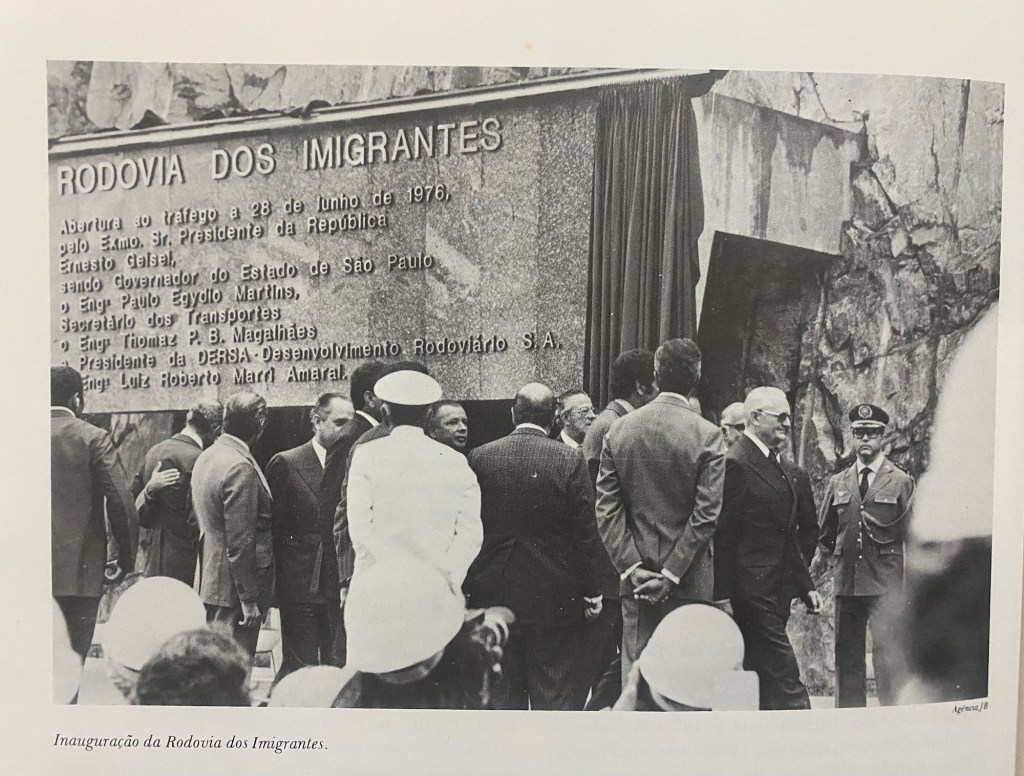 RODOVIA DOS IMIGRANTES
Abertura ao tráfego a 28 de Junho de 1976,
pelo Exmo. Sr. Presidente da República
Ernesto Geisel,
sendo Governador do Estado de São Paulo
o Engº Paulo Egydio Martins,
Secretário dos Transportes
o Engº Thomaz P. B. Magalhães
Presidente da DERSA-Desenvolvimento Rodoviário S.A.
Engº Luiz Roberto Marri Amaral.
Agência JB
Inauguração da Rodovia dos Imigrantes.